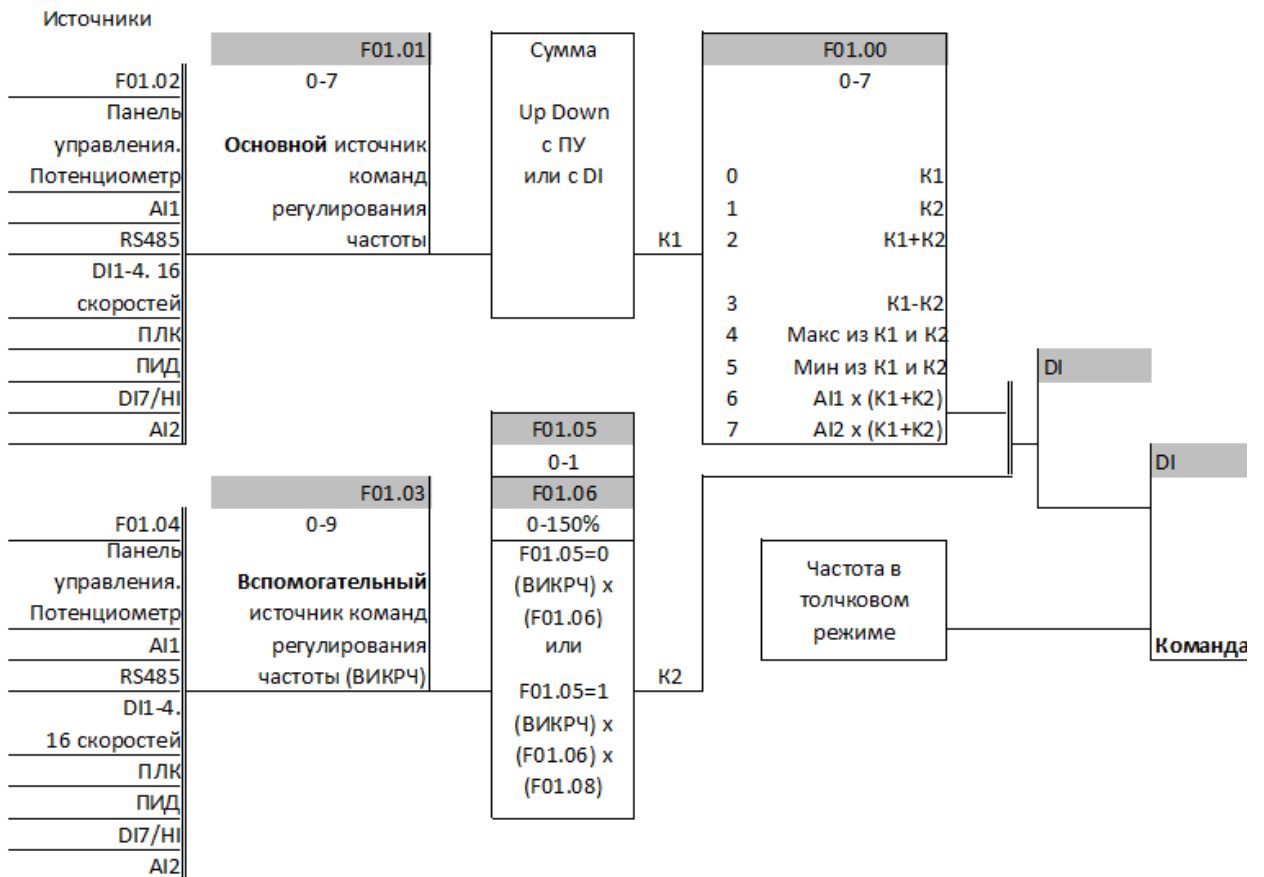 Источники
F01.01
0-7
Основной источник
команд
регулирования
частоты
F01.02
Панель
управления.
Потенциометр
AI1
RS485
DI1-4. 16
скоростей
ПЛК
ПИД
DI7/HI
AI2
Сумма
Up Down
с ПУ
или с DI
К1
F01.00
0-7
0 К1
1 К2
2 К1+К2
3 К1-К2
4 Макс из К1 и К2
5 Мин из К1 и К2
6 AI1 x (К1+К2)
7 AI2 x (К1+К2)
DI
DI
Команда
F01.03
0-9
Вспомогательный
источник команд
регулирования
частоты (ВИКРЧ)
F01.04
Панель
управления.
Потенциометр
AI1
RS485
DI1-4.
16 скоростей
ПЛК
ПИД
DI7/HI
AI2
F01.05
0-1
F01.06
0-150%
F01.05=0
(ВИКРЧ) x
(F01.06)
или
F01.05=1
(ВИКРЧ) x
(F01.06) x
(F01.08)
К2
Частота в
толчковом
режиме